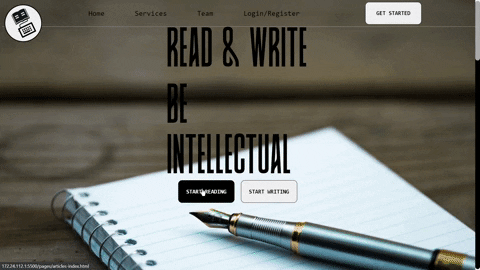 Home Services Team Login/Register GET STARTED
READ & WRITE
BE
INTELLECTUAL
START READING START WRITING
172.24.112.1:5500/pages/articles-index.html